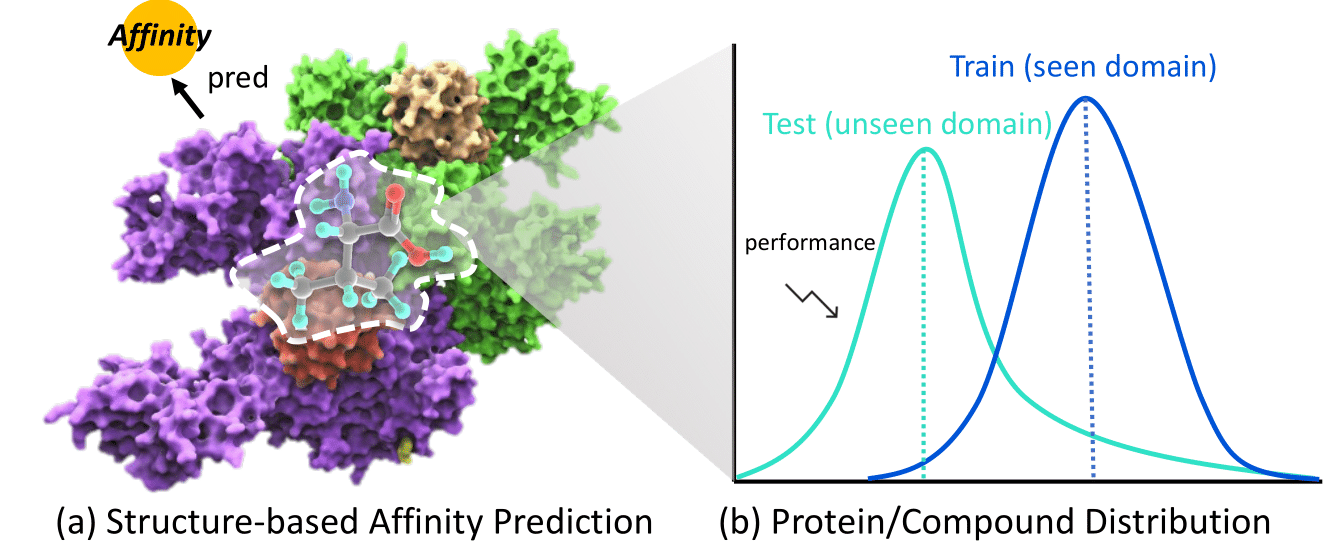 Affinity
pred
Train (seen domain)
Test (unseen domain)
performance
(a) Structure-based Affinity Prediction
(b) Protein/Compound Distribution